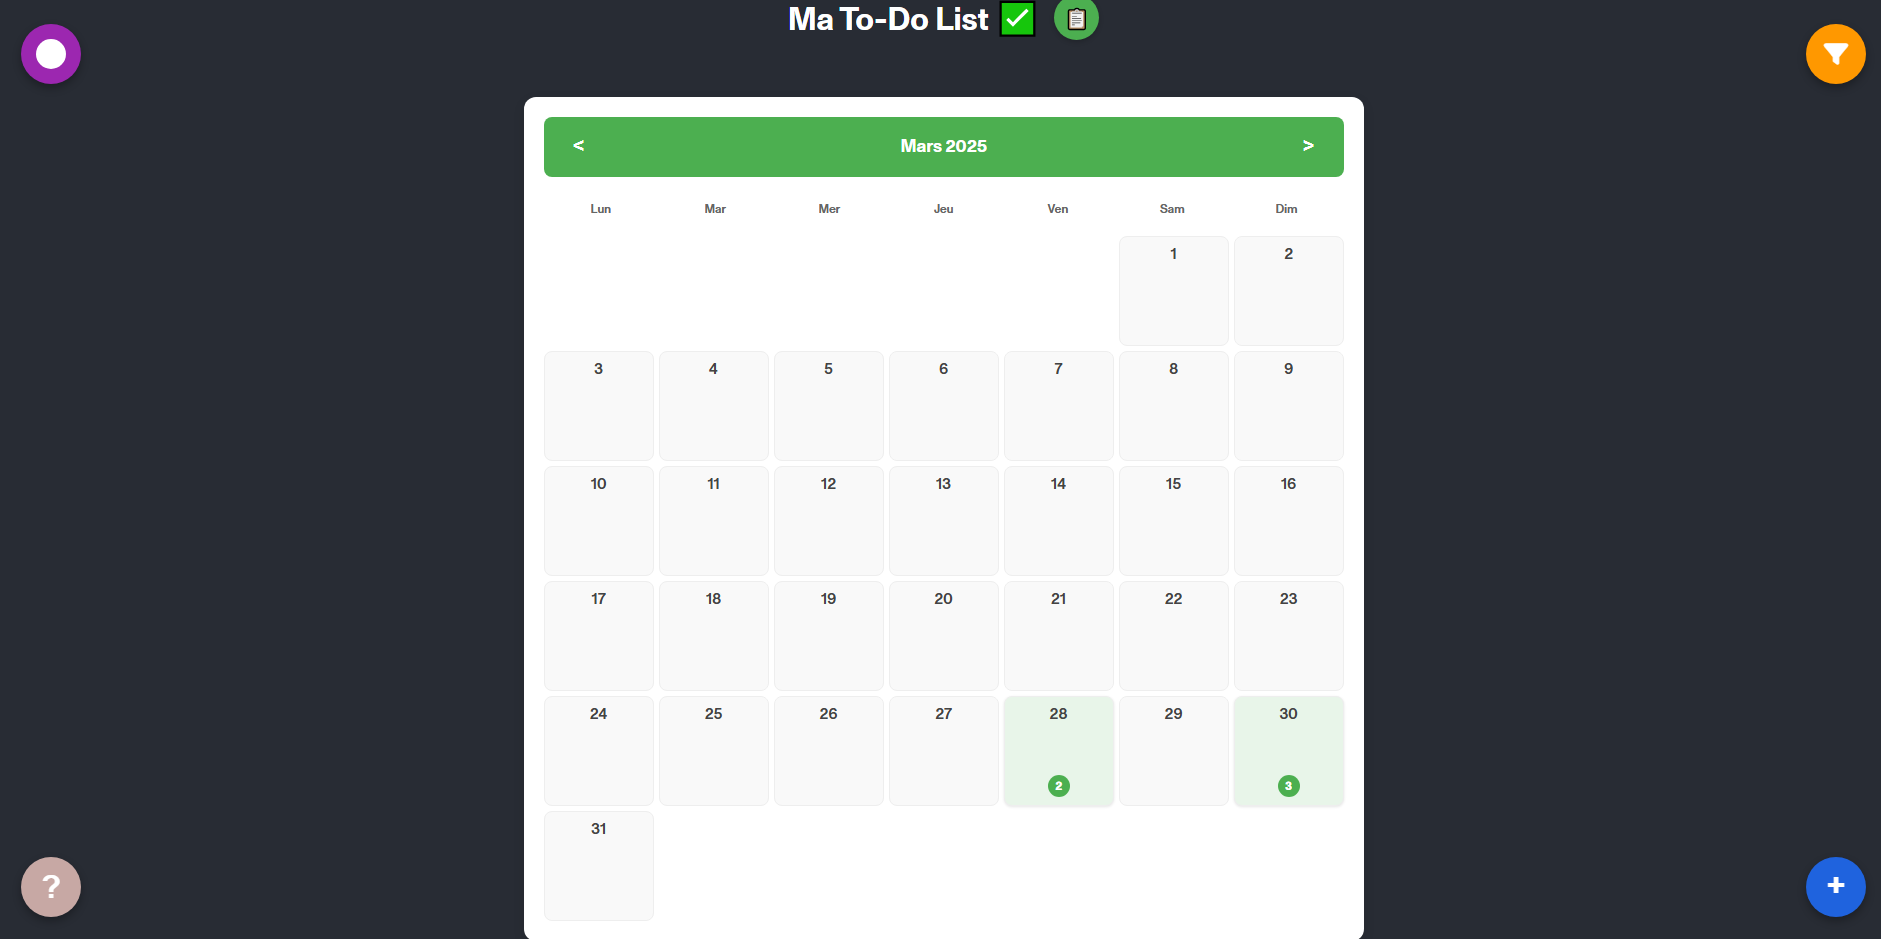 Ma To-Do List
< Mars 2025 >
Lun Mar Mer Jeu Ven Sam Dim
1 2
3 4 5 6 7 8 9
10 11 12 13 14 15 16
17 18 19 20 21 22 23
24 25 26 27 28 29 30
2 3
31
?
+